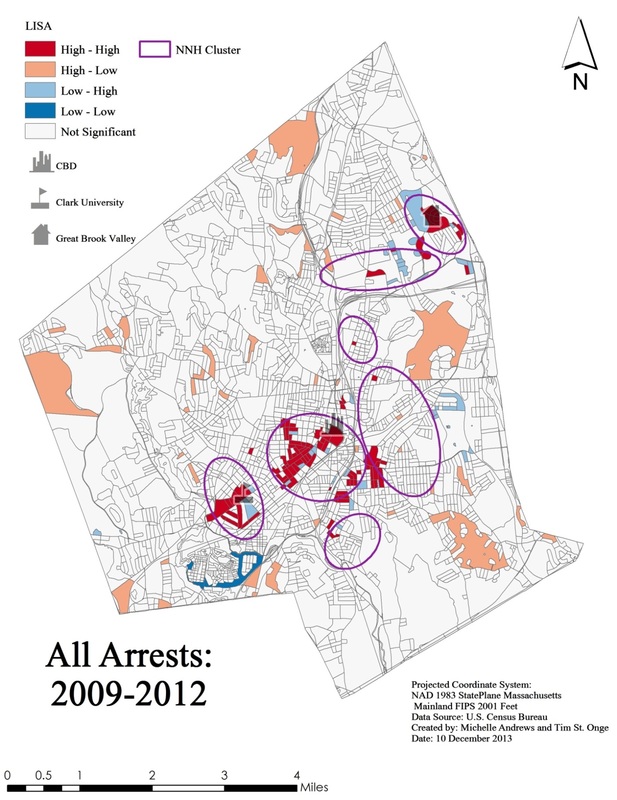 LISA
High - High
NNH Cluster
High - Low
Low - High
Low - Low
Not Significant
CBD
Clark University
Great Brook Valley
N
All Arrests:
2009-2012
Projected Coordinate System:
NAD 1983 StatePlane Massachusetts
Mainland FIPS 2001 Feet
Data Source: U.S. Census Bureau
Created by: Michelle Andrews and Tim St. Onge
Date: 10 December 2013
0 0.5 1 2 3 4
Miles